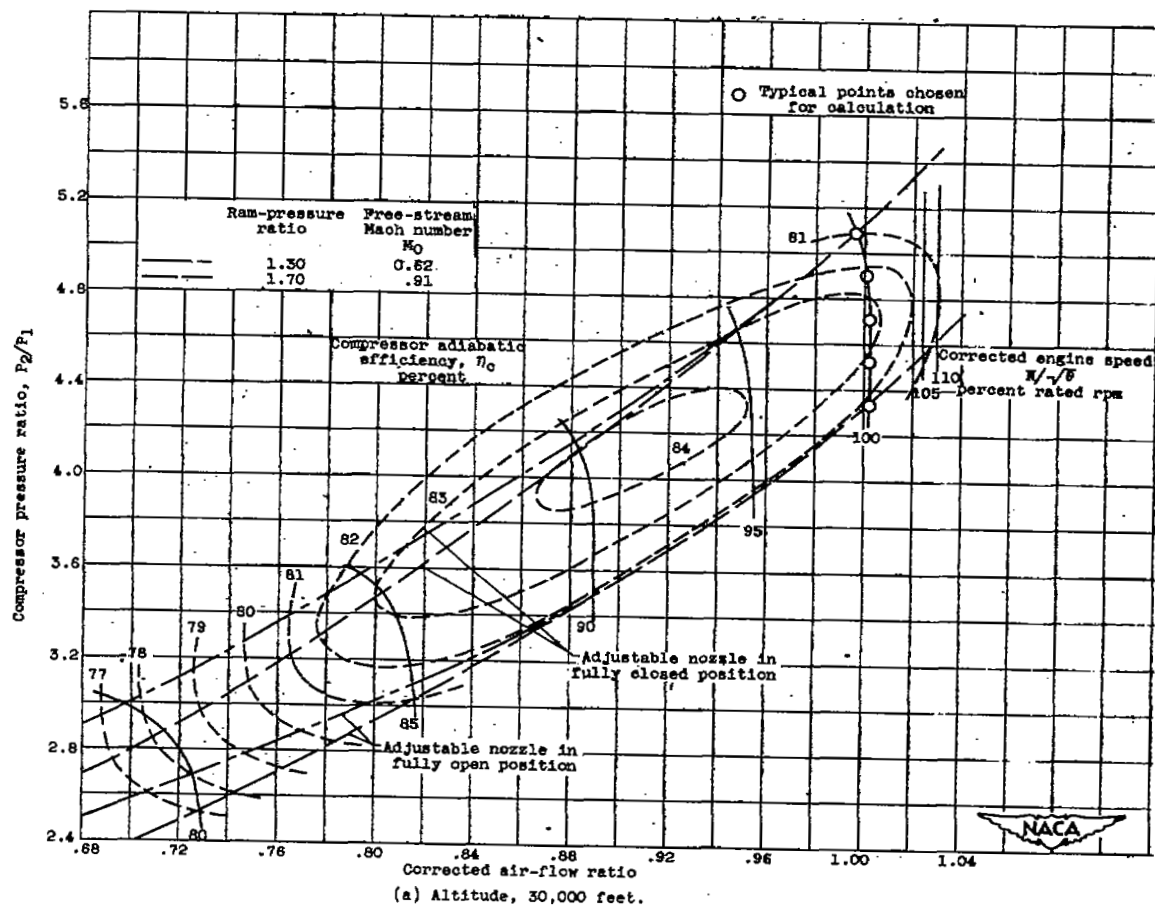 Typical points chosen
for calculation
5.6
5.2
4.8
4.4
4.0
3.6
3.2
2.8
2.4
Compressor pressure ratio, P2/P1
Ram-pressure
ratio
Free-stream
Mach number
M0
1.30 0.62
1.70 .91
Compressor adiabatic
efficiency, ηc
percent
Corrected engine speed
N/√θ
Percent rated rpm
110
105
100
95
90
85
80
81
84
83
82
81
80
79
78
77
Adjustable nozzle in
fully closed position
Adjustable nozzle in
fully open position
NACA
.68 .72 .76 .80 .84 .88 .92 .96 1.00 1.04
Corrected air-flow ratio
(a) Altitude, 30,000 feet.